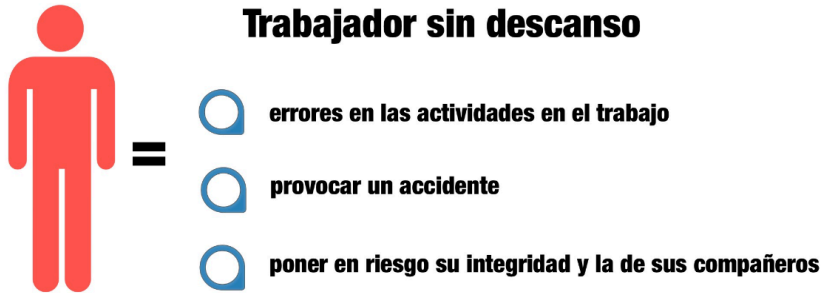 Trabajador sin descanso
errores en las actividades en el trabajo
=
provocar un accidente
poner en riesgo su integridad y la de sus compañeros